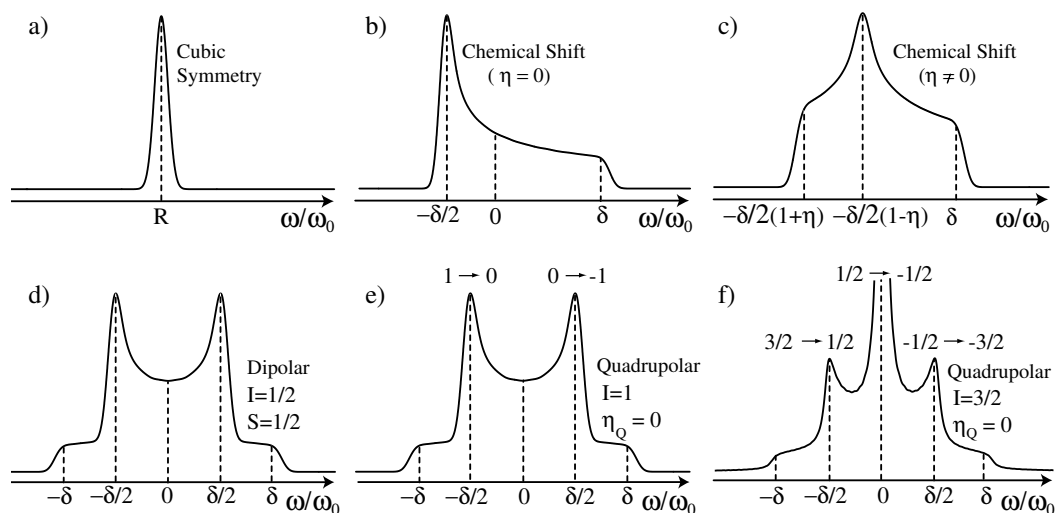 a)
Cubic
Symmetry
R
ω/ω₀
b)
Chemical Shift
( η = 0)
−δ/2
0
δ
ω/ω₀
c)
Chemical Shift
(η ≠ 0)
−δ/2(1+η)
−δ/2(1-η)
δ
ω/ω₀
d)
Dipolar
I=1/2
S=1/2
−δ
−δ/2
0
δ/2
δ
ω/ω₀
e)
1 → 0
0 → -1
Quadrupolar
I=1
η_Q = 0
−δ
−δ/2
0
δ/2
δ
ω/ω₀
f)
1/2 → -1/2
3/2 → 1/2
-1/2 → -3/2
Quadrupolar
I=3/2
η_Q = 0
−δ
−δ/2
0
δ/2
δ
ω/ω₀